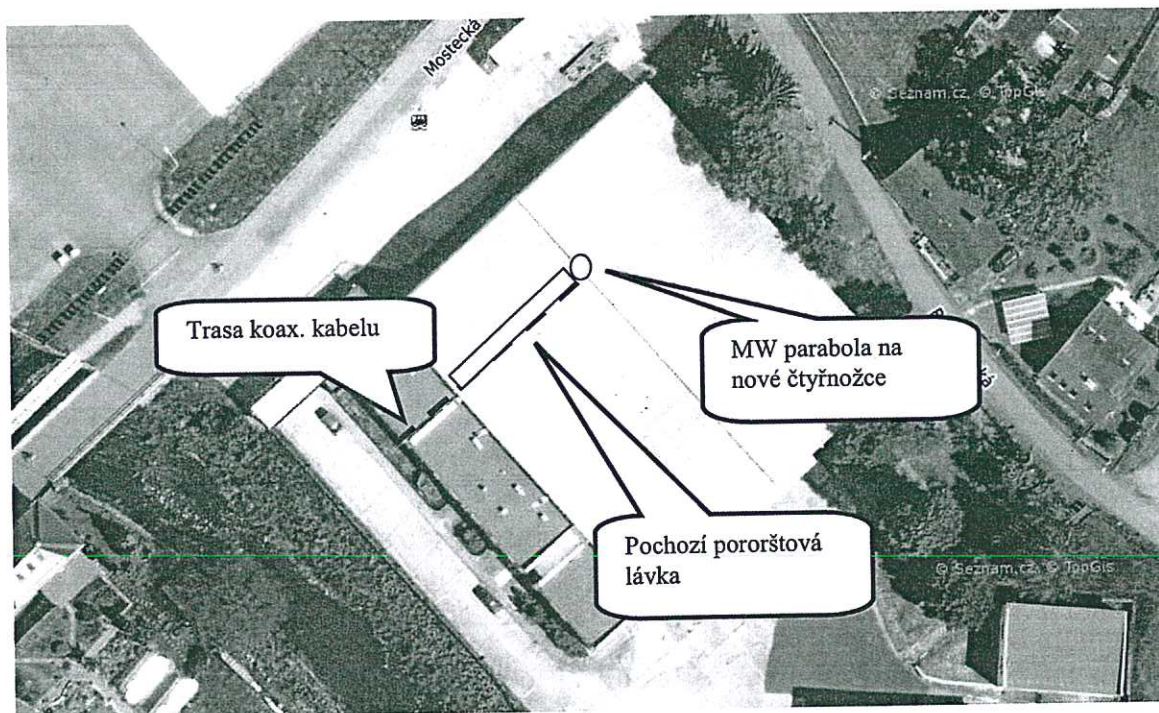 Mostecká
© Seznam.cz, © TopGis
Trasa koax. kabelu
MW parabola na
nové čtyřnožce
Pochozí pororštová
lávka
© Seznam.cz, © TopGis